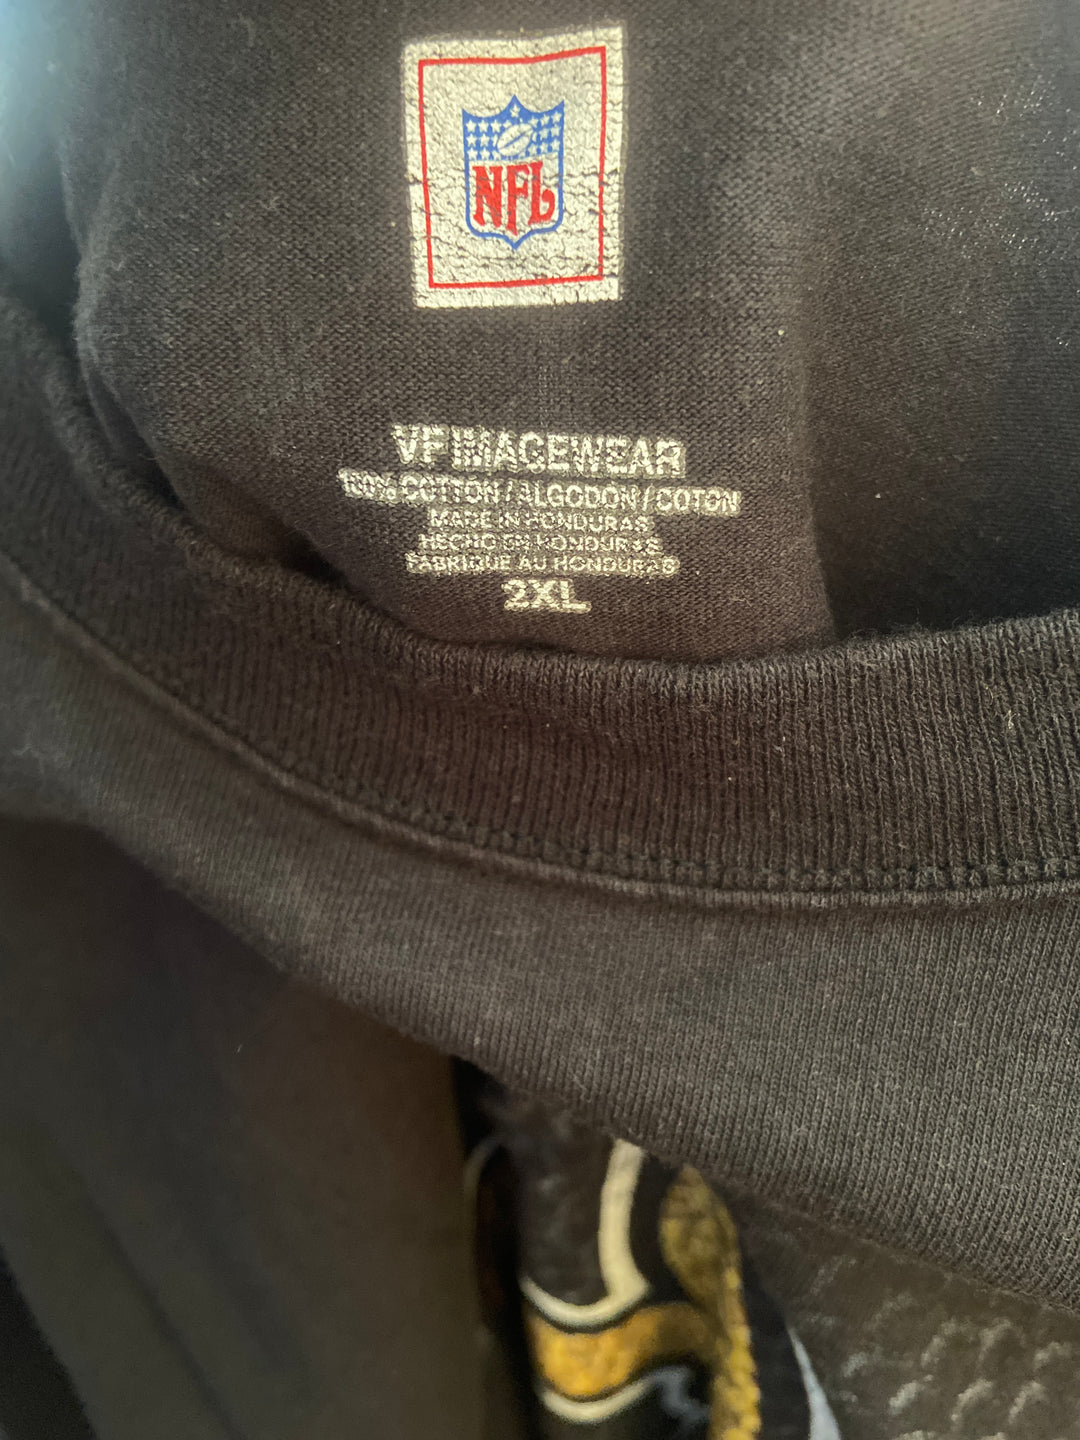 NFL
VF IMAGEWEAR
100% COTTON / ALGODON / COTON
MADE IN HONDURAS
HECHO EN HONDURAS
FABRIQUE AU HONDURAS
2XL